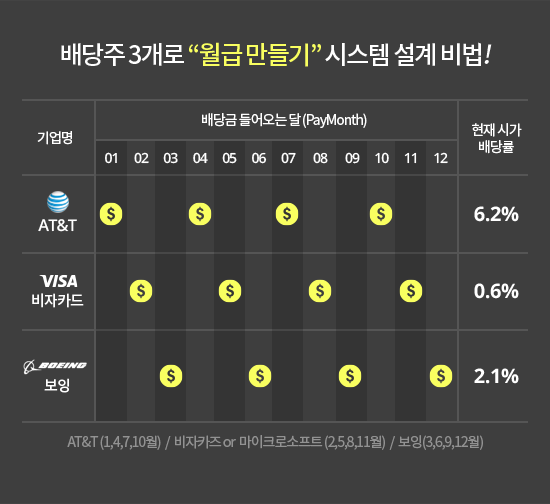 배당주 3개로 “월급 만들기” 시스템 설계 비법!
기업명
배당금 들어오는 달 (PayMonth)
현재 시가
배당률
01 02 03 04 05 06 07 08 09 10 11 12
AT&T
$ $ $ $
6.2%
VISA
비자카드
$ $ $ $
0.6%
BOEING
보잉
$ $ $ $
2.1%
AT&T (1,4,7,10월) / 비자카즈 or 마이크로소프트 (2,5,8,11월) / 보잉(3,6,9,12월)